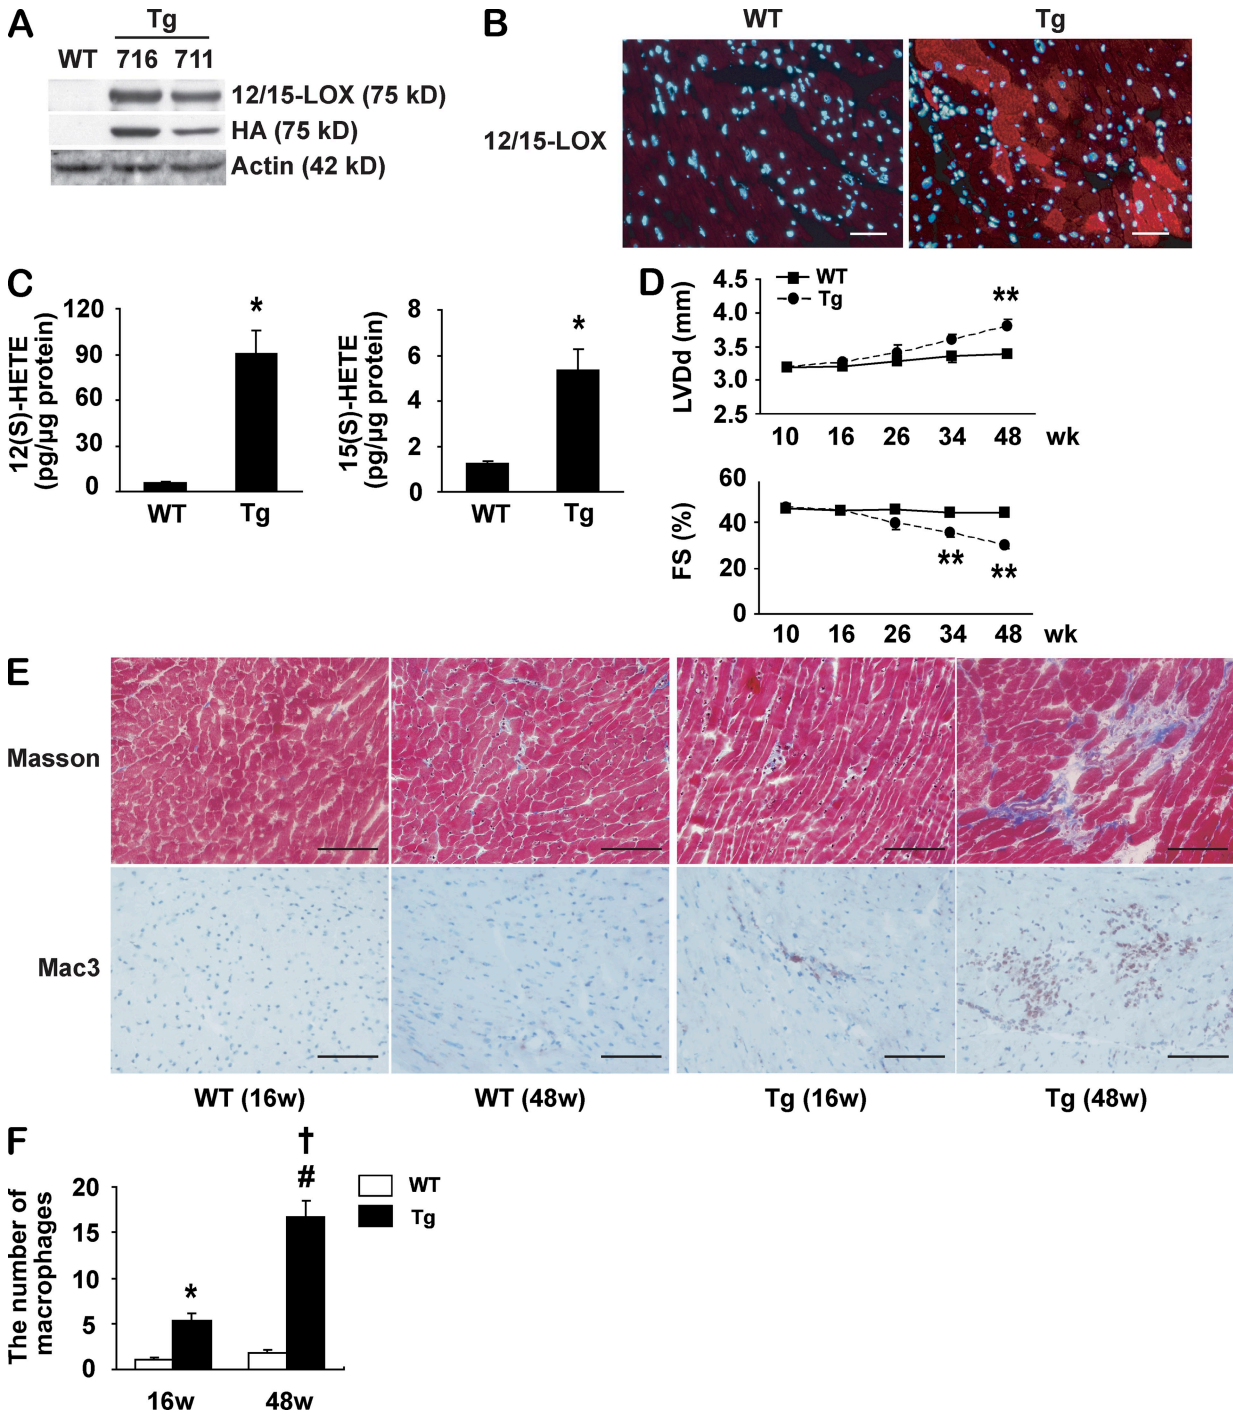 A
Tg
WT 716 711
12/15-LOX (75 kD)
HA (75 kD)
Actin (42 kD)
B
WT Tg
12/15-LOX
C
12(S)-HETE
(pg/μg protein)
120
90
60
30
0
WT Tg
*
15(S)-HETE
(pg/μg protein)
8
6
4
2
0
WT Tg
*
D
LVDd (mm)
4.5
4.0
3.5
3.0
2.5
WT
Tg
**
10 16 26 34 48 wk
FS (%)
60
40
20
0
** **
10 16 26 34 48 wk
E
Masson
Mac3
WT (16w) WT (48w) Tg (16w) Tg (48w)
F
The number of
macrophages
20
15
10
5
0
*
†
#
WT
Tg
16w 48w